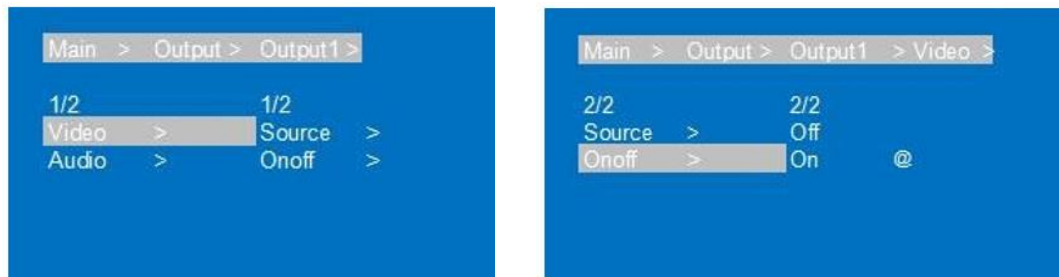 Main > Output > Output1 >
1/2 1/2
Video > Source >
Audio > Onoff >
Main > Output > Output1 > Video >
2/2 2/2
Source > Off
Onoff > On @